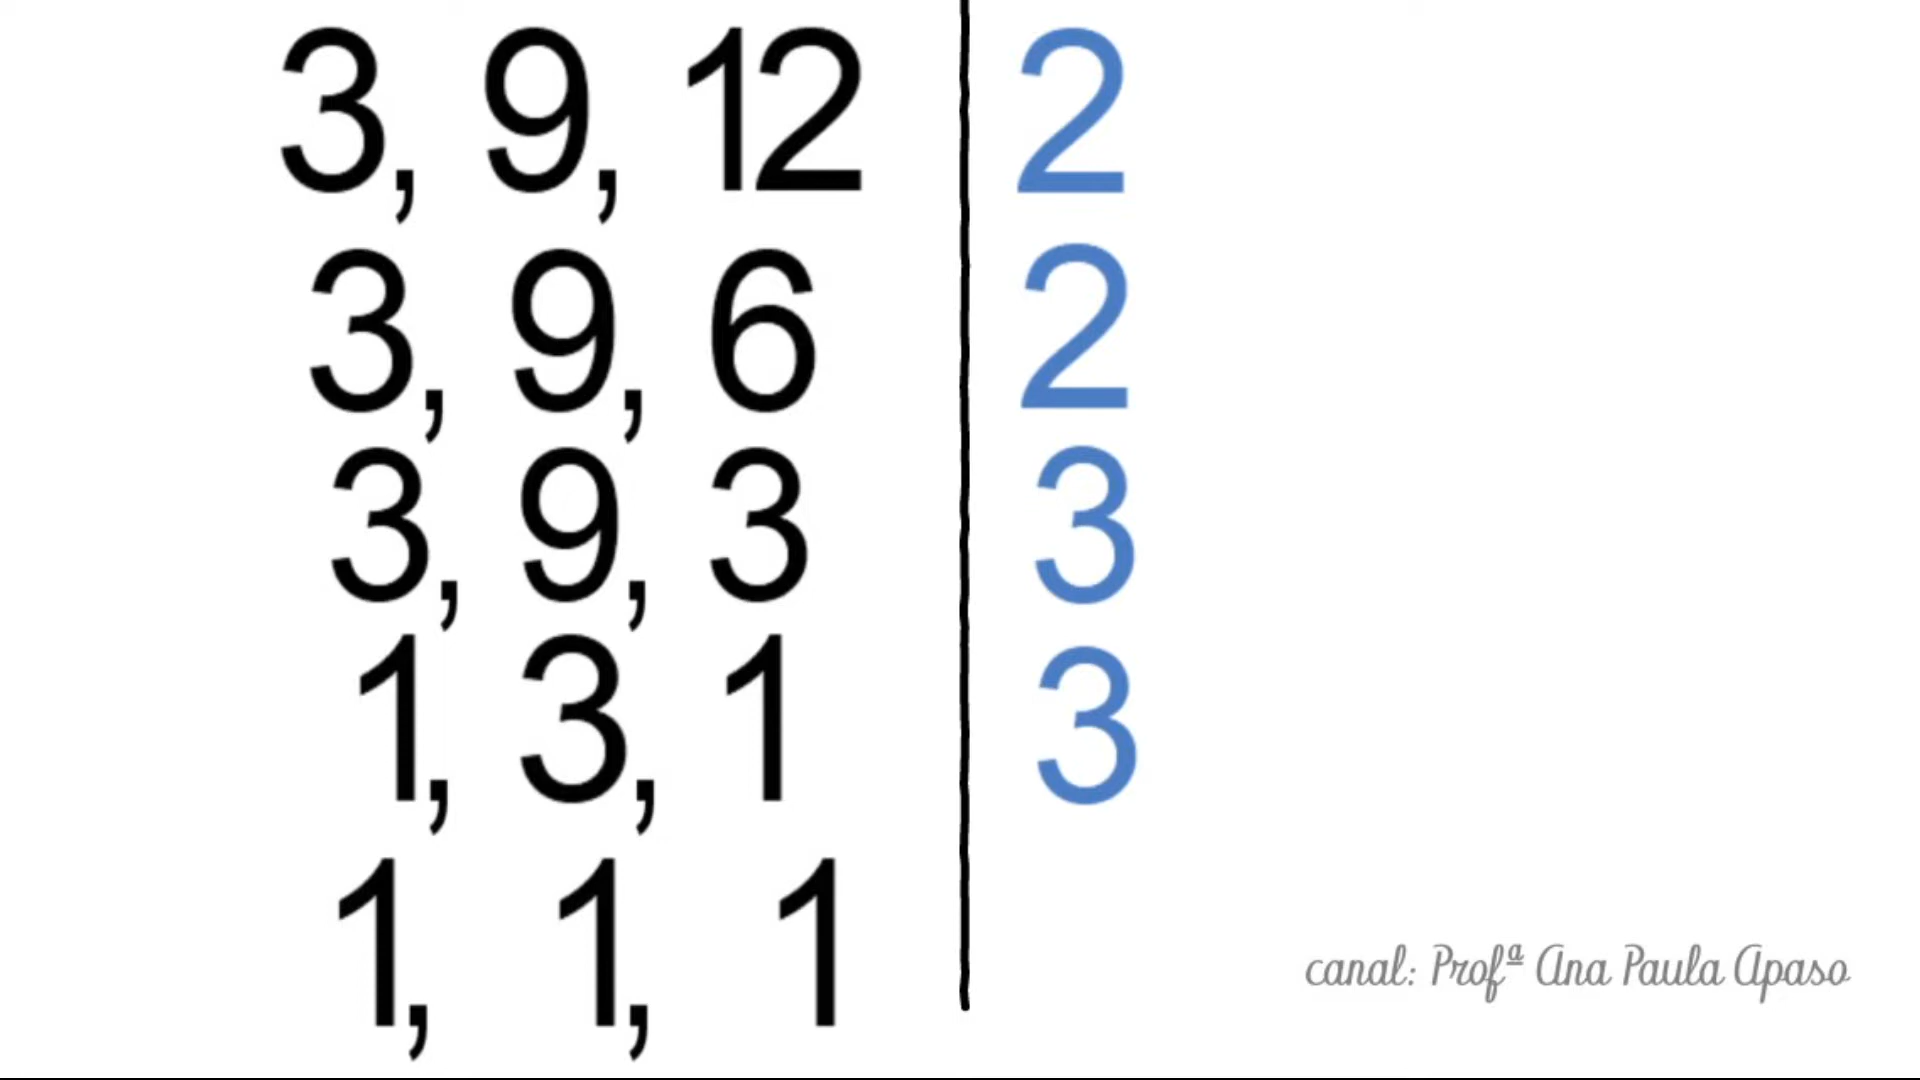 3, 9, 12 2
3, 9, 6 2
3, 9, 3 3
1, 3, 1 3
1, 1, 1
canal: Profª Ana Paula Apaso